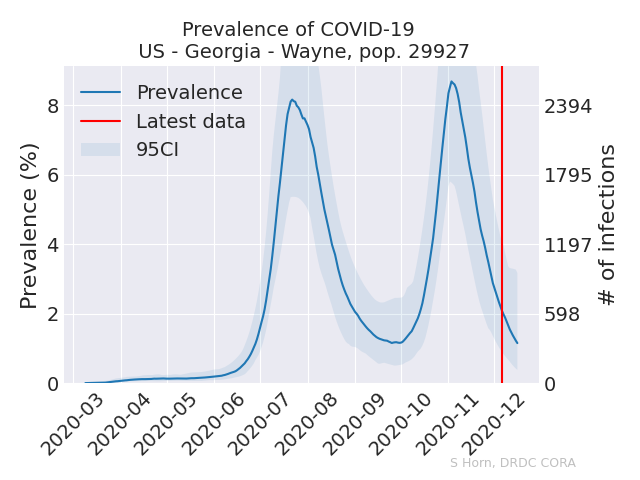 Prevalence of COVID-19
US - Georgia - Wayne, pop. 29927
Prevalence
Latest data
95CI
Prevalence (%)
8
6
4
2
0
2394
1795
1197
598
0
# of infections
2020-03
2020-04
2020-05
2020-06
2020-07
2020-08
2020-09
2020-10
2020-11
2020-12
S Horn, DRDC CORA